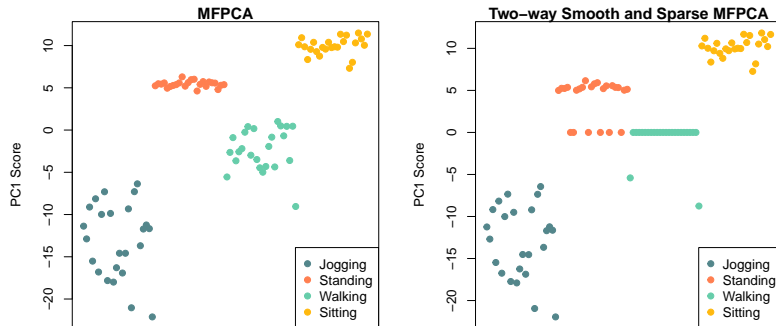 MFPCA
PC1 Score
10
5
0
−5
−10
−15
−20
Jogging
Standing
Walking
Sitting
Two−way Smooth and Sparse MFPCA
PC1 Score
10
5
0
−5
−10
−15
−20
Jogging
Standing
Walking
Sitting